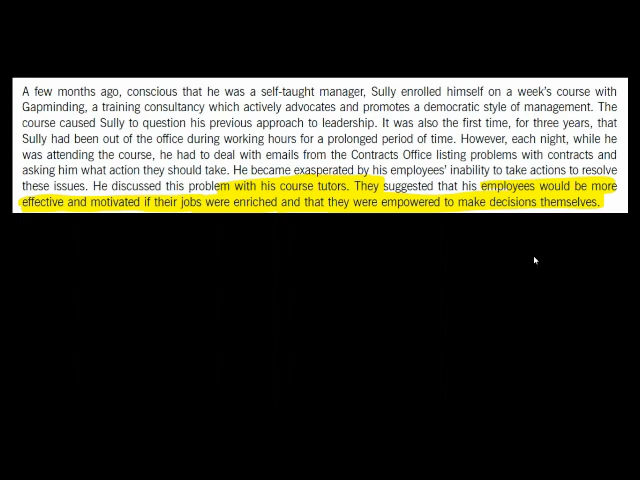 A few months ago, conscious that he was a self-taught manager, Sully enrolled himself on a week's course with
Gapminding, a training consultancy which actively advocates and promotes a democratic style of management. The
course caused Sully to question his previous approach to leadership. It was also the first time, for three years, that
Sully had been out of the office during working hours for a prolonged period of time. However, each night, while he
was attending the course, he had to deal with emails from the Contracts Office listing problems with contracts and
asking him what action they should take. He became exasperated by his employees' inability to take actions to resolve
these issues. He discussed this problem with his course tutors. They suggested that his employees would be more
effective and motivated if their jobs were enriched and that they were empowered to make decisions themselves.